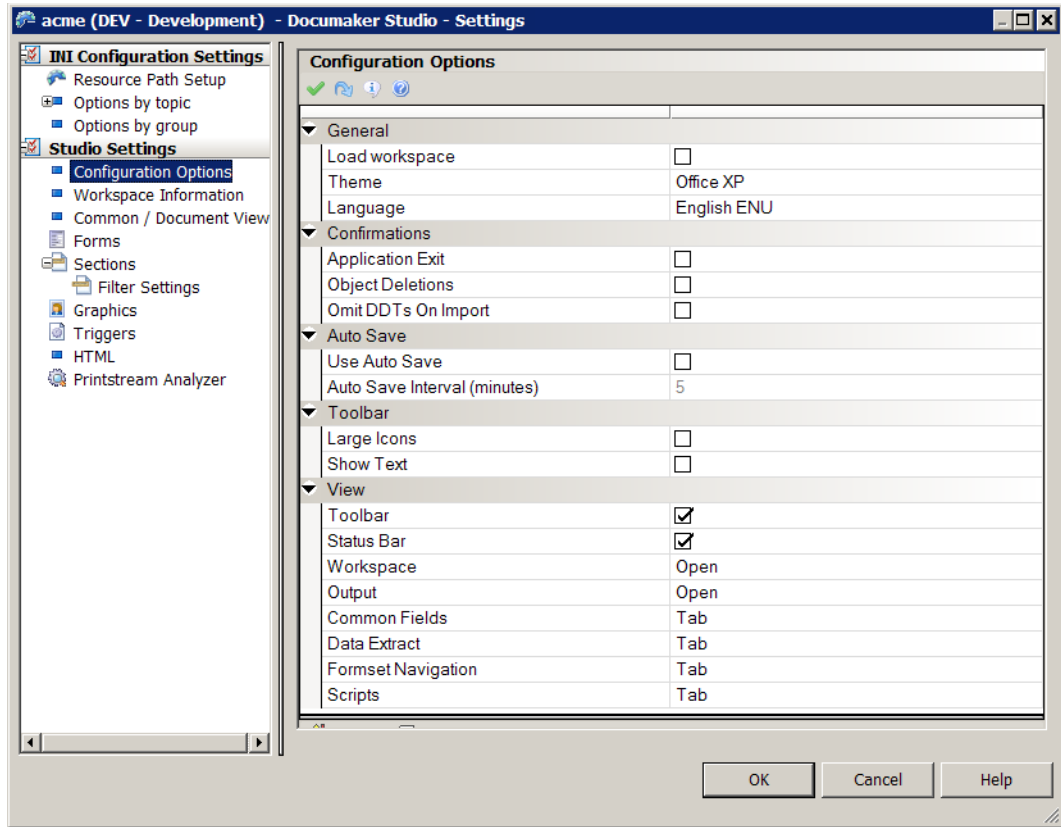 acme (DEV - Development) - Documaker Studio - Settings
INI Configuration Settings
Resource Path Setup
Options by topic
Options by group
Studio Settings
Configuration Options
Workspace Information
Common / Document View
Forms
Sections
Filter Settings
Graphics
Triggers
HTML
Printstream Analyzer
Configuration Options
General
Load workspace
Theme Office XP
Language English ENU
Confirmations
Application Exit
Object Deletions
Omit DDTs On Import
Auto Save
Use Auto Save
Auto Save Interval (minutes) 5
Toolbar
Large Icons
Show Text
View
Toolbar
Status Bar
Workspace Open
Output Open
Common Fields Tab
Data Extract Tab
Formset Navigation Tab
Scripts Tab
OK Cancel Help